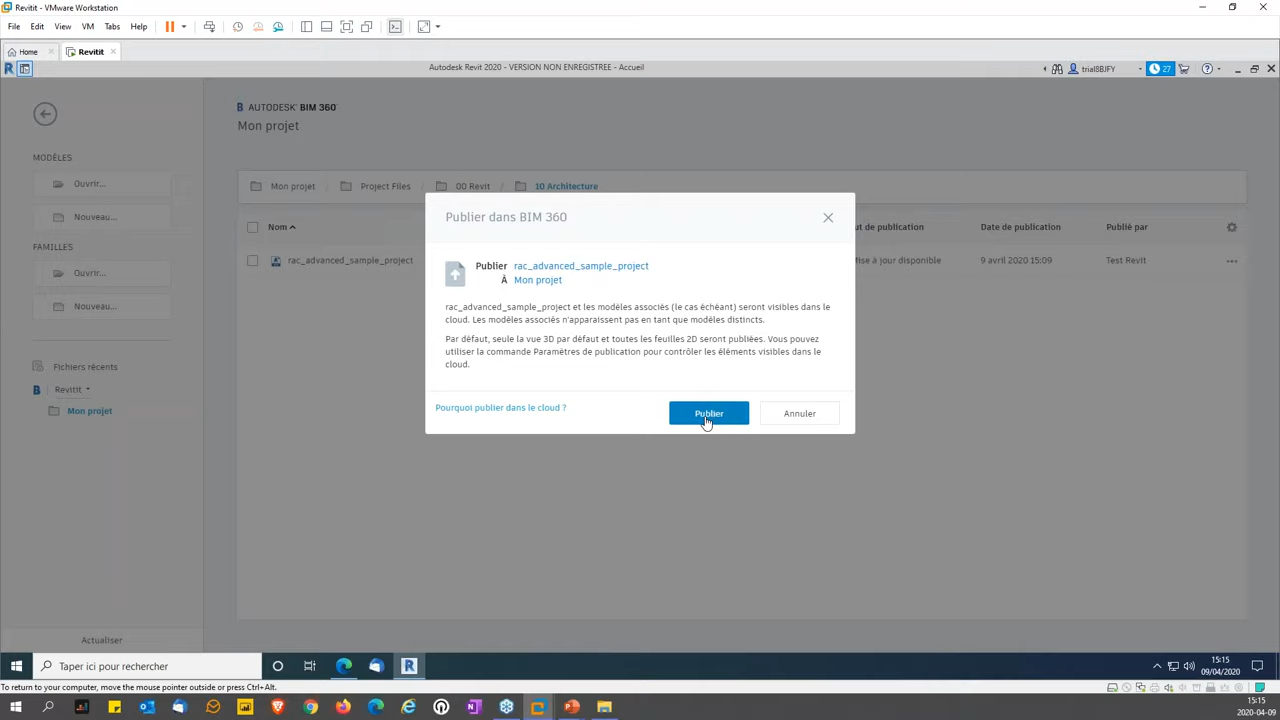 Revitit - VMware Workstation
File Edit View VM Tabs Help
Home Revitit
Autodesk Revit 2020 - VERSION NON ENREGISTREE - Accueil
trial8BJFY 27
AUTODESK® BIM 360™
Mon projet
MODÈLES
Ouvrir...
Nouveau...
FAMILLES
Ouvrir...
Nouveau...
Fichiers récents
Revitit
Mon projet
Actualiser
Mon projet / Project Files / 00 Revit / 10 Architecture
Nom ut de publication Date de publication Publié par
rac_advanced_sample_project Mise à jour disponible 9 avril 2020 15:09 Test Revit
Publier dans BIM 360
Publier rac_advanced_sample_project
À Mon projet
rac_advanced_sample_project et les modèles associés (le cas échéant) seront visibles dans le
cloud. Les modèles associés n'apparaissent pas en tant que modèles distincts.
Par défaut, seule la vue 3D par défaut et toutes les feuilles 2D seront publiées. Vous pouvez
utiliser la commande Paramètres de publication pour contrôler les éléments visibles dans le
cloud.
Pourquoi publier dans le cloud ? Publier Annuler
Taper ici pour rechercher
15:15
09/04/2020
To return to your computer, move the mouse pointer outside or press Ctrl+Alt.
15:15
2020-04-09